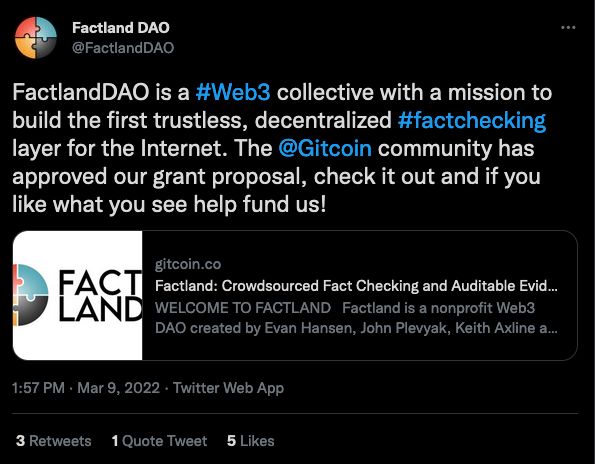 Factland DAO
@FactlandDAO
FactlandDAO is a #Web3 collective with a mission to
build the first trustless, decentralized #factchecking
layer for the Internet. The @Gitcoin community has
approved our grant proposal, check it out and if you
like what you see help fund us!
FACT
LAND
gitcoin.co
Factland: Crowdsourced Fact Checking and Auditable Evid...
WELCOME TO FACTLAND Factland is a nonprofit Web3
DAO created by Evan Hansen, John Plevyak, Keith Axline a...
1:57 PM · Mar 9, 2022 · Twitter Web App
3 Retweets 1 Quote Tweet 5 Likes